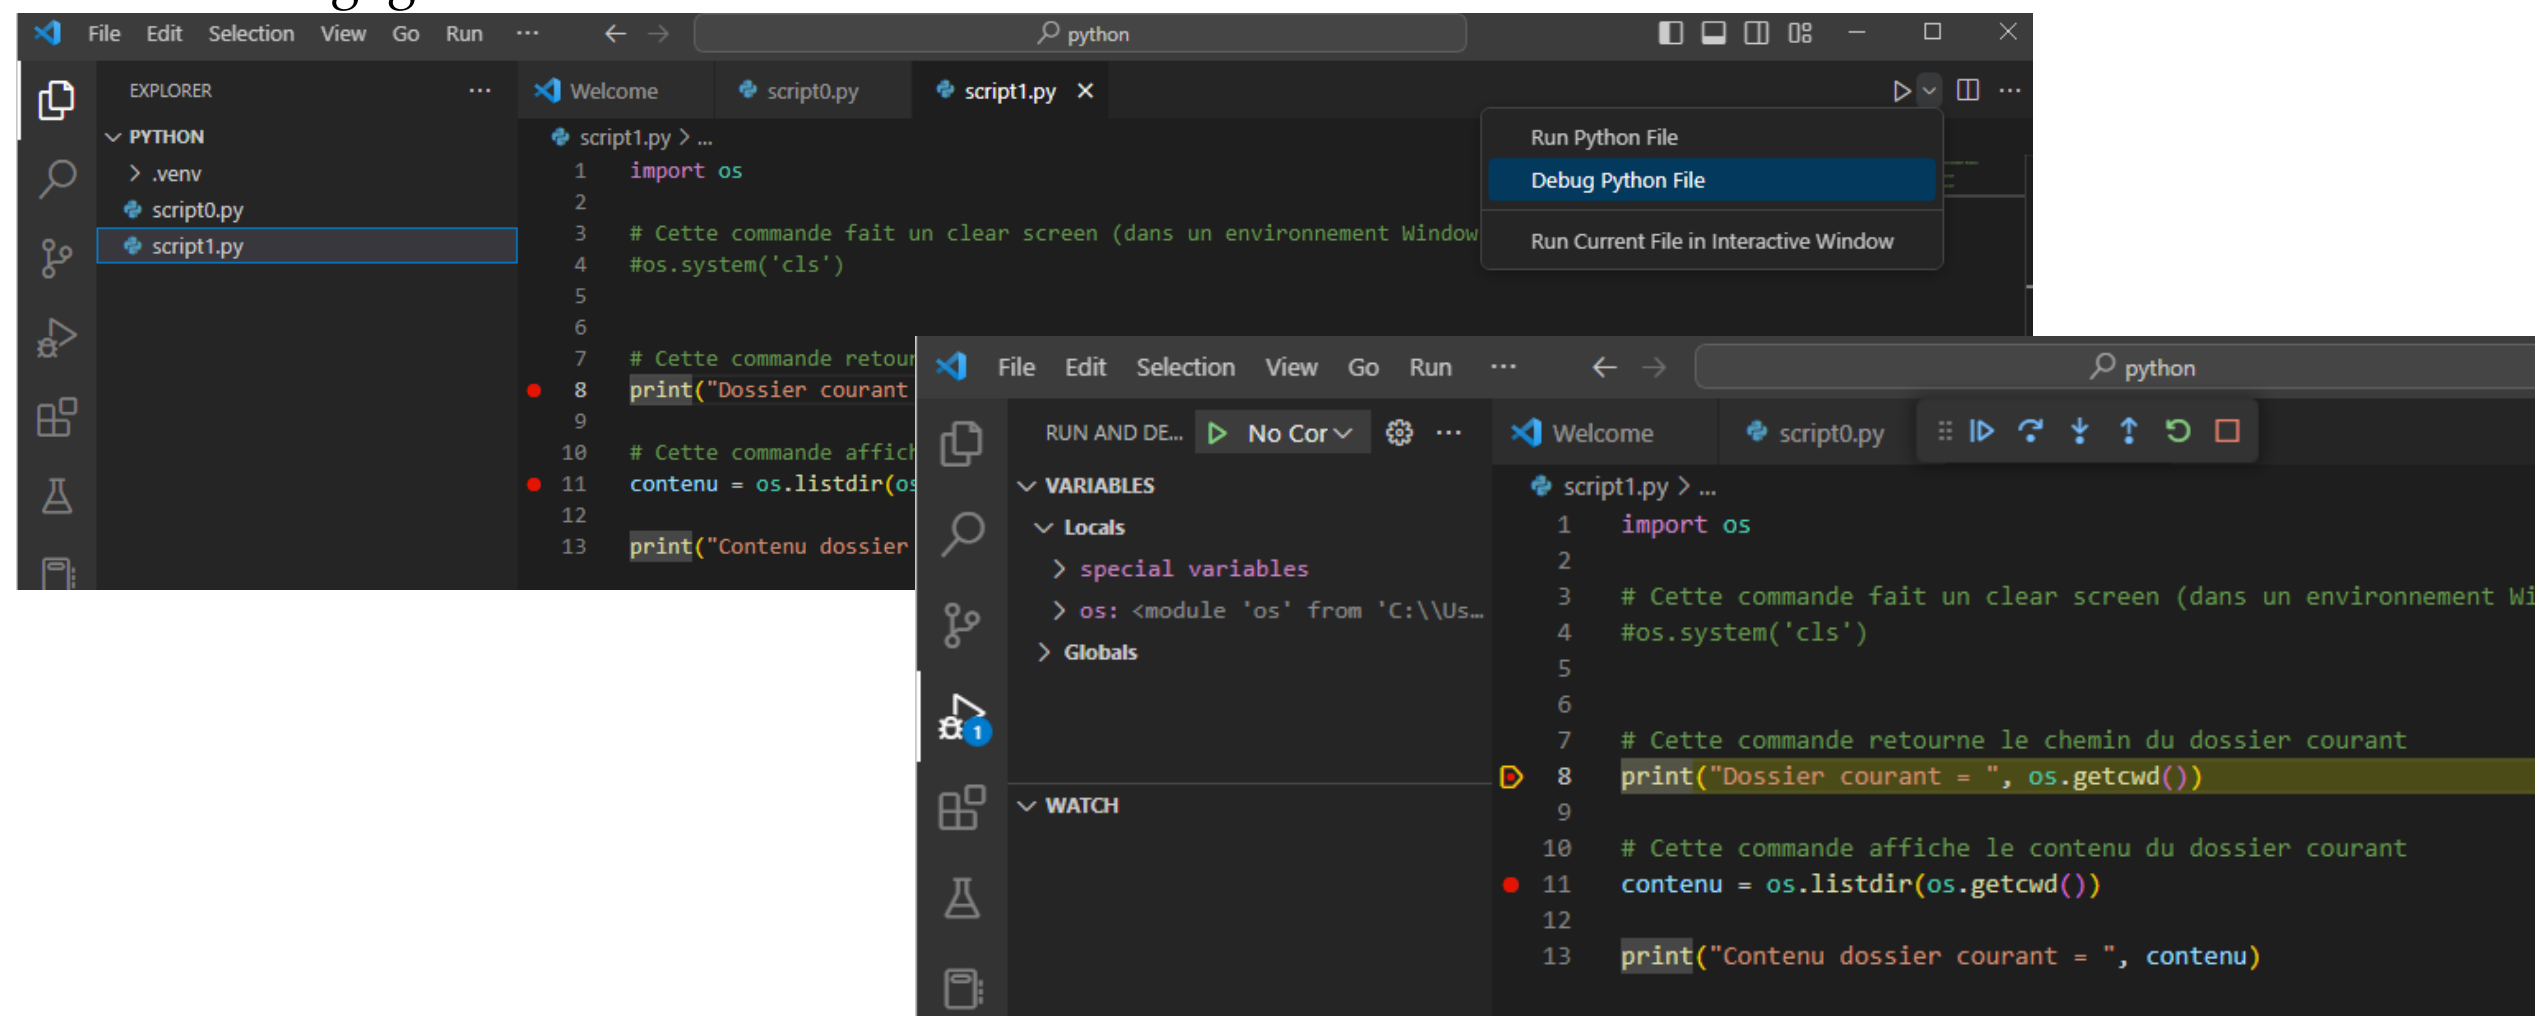 File Edit Selection View Go Run ··· python
EXPLORER ···
Welcome script0.py script1.py
PYTHON
.venv
script0.py
script1.py
script1.py > ...
Run Python File
Debug Python File
Run Current File in Interactive Window
1 import os
2
3 # Cette commande fait un clear screen (dans un environnement Window
4 #os.system('cls')
5
6
7 # Cette commande retour
8 print("Dossier courant
9
10 # Cette commande affich
11 contenu = os.listdir(os
12
13 print("Contenu dossier
File Edit Selection View Go Run ··· python
RUN AND DE... No Cor ···
Welcome script0.py
VARIABLES
Locals
special variables
os: <module 'os' from 'C:\\Us...
Globals
WATCH
1
script1.py > ...
1 import os
2
3 # Cette commande fait un clear screen (dans un environnement Wi
4 #os.system('cls')
5
6
7 # Cette commande retourne le chemin du dossier courant
8 print("Dossier courant = ", os.getcwd())
9
10 # Cette commande affiche le contenu du dossier courant
11 contenu = os.listdir(os.getcwd())
12
13 print("Contenu dossier courant = ", contenu)